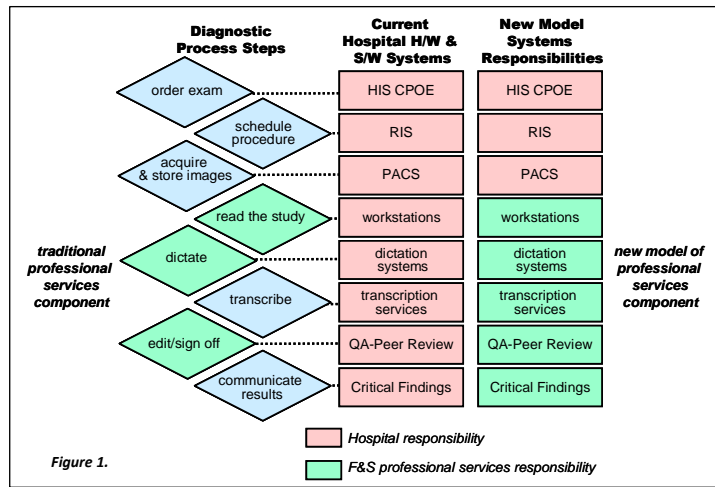 Diagnostic
Process Steps
Current
Hospital H/W &
S/W Systems
New Model
Systems
Responsibilities
order exam
HIS CPOE
HIS CPOE
schedule
procedure
RIS
RIS
acquire
& store images
PACS
PACS
read the study
workstations
workstations
traditional
professional
services
component
dictate
dictation
systems
dictation
systems
new model of
professional
services
component
transcribe
transcription
services
transcription
services
edit/sign off
QA-Peer Review
QA-Peer Review
communicate
results
Critical Findings
Critical Findings
Hospital responsibility
F&S professional services responsibility
Figure 1.